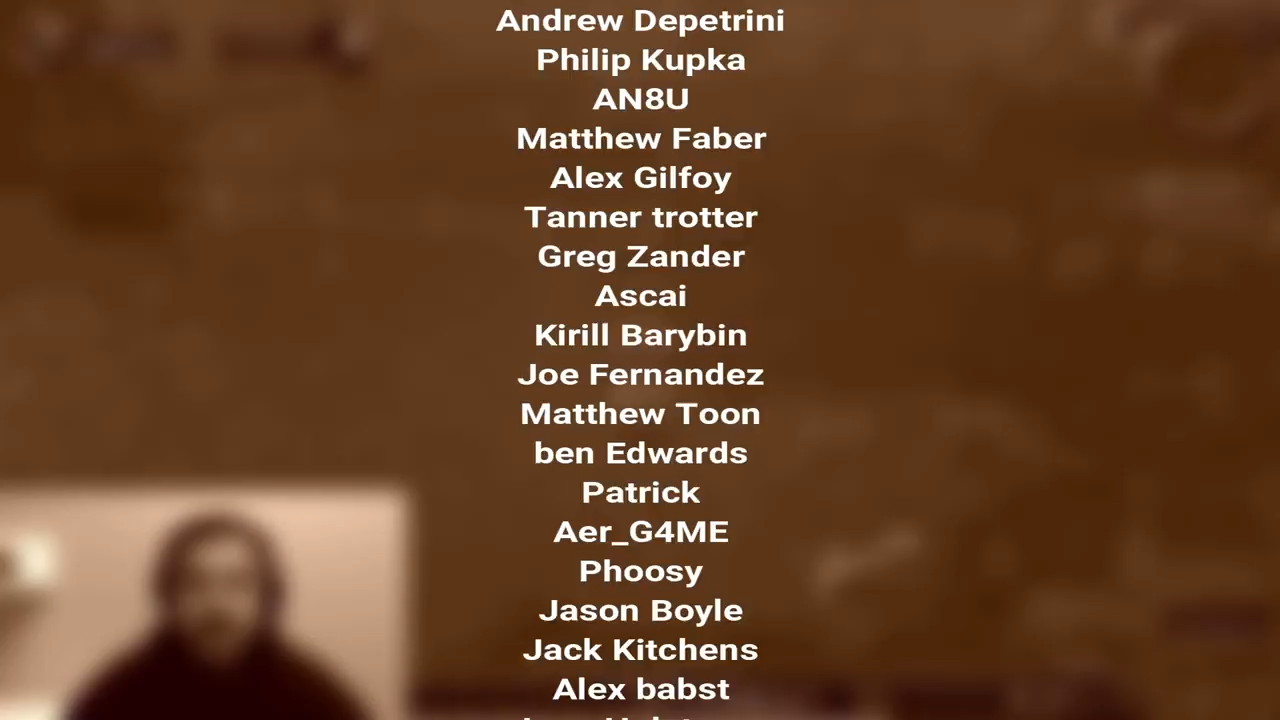 Andrew Depetrini
Philip Kupka
AN8U
Matthew Faber
Alex Gilfoy
Tanner trotter
Greg Zander
Ascai
Kirill Barybin
Joe Fernandez
Matthew Toon
ben Edwards
Patrick
Aer_G4ME
Phoosy
Jason Boyle
Jack Kitchens
Alex babst